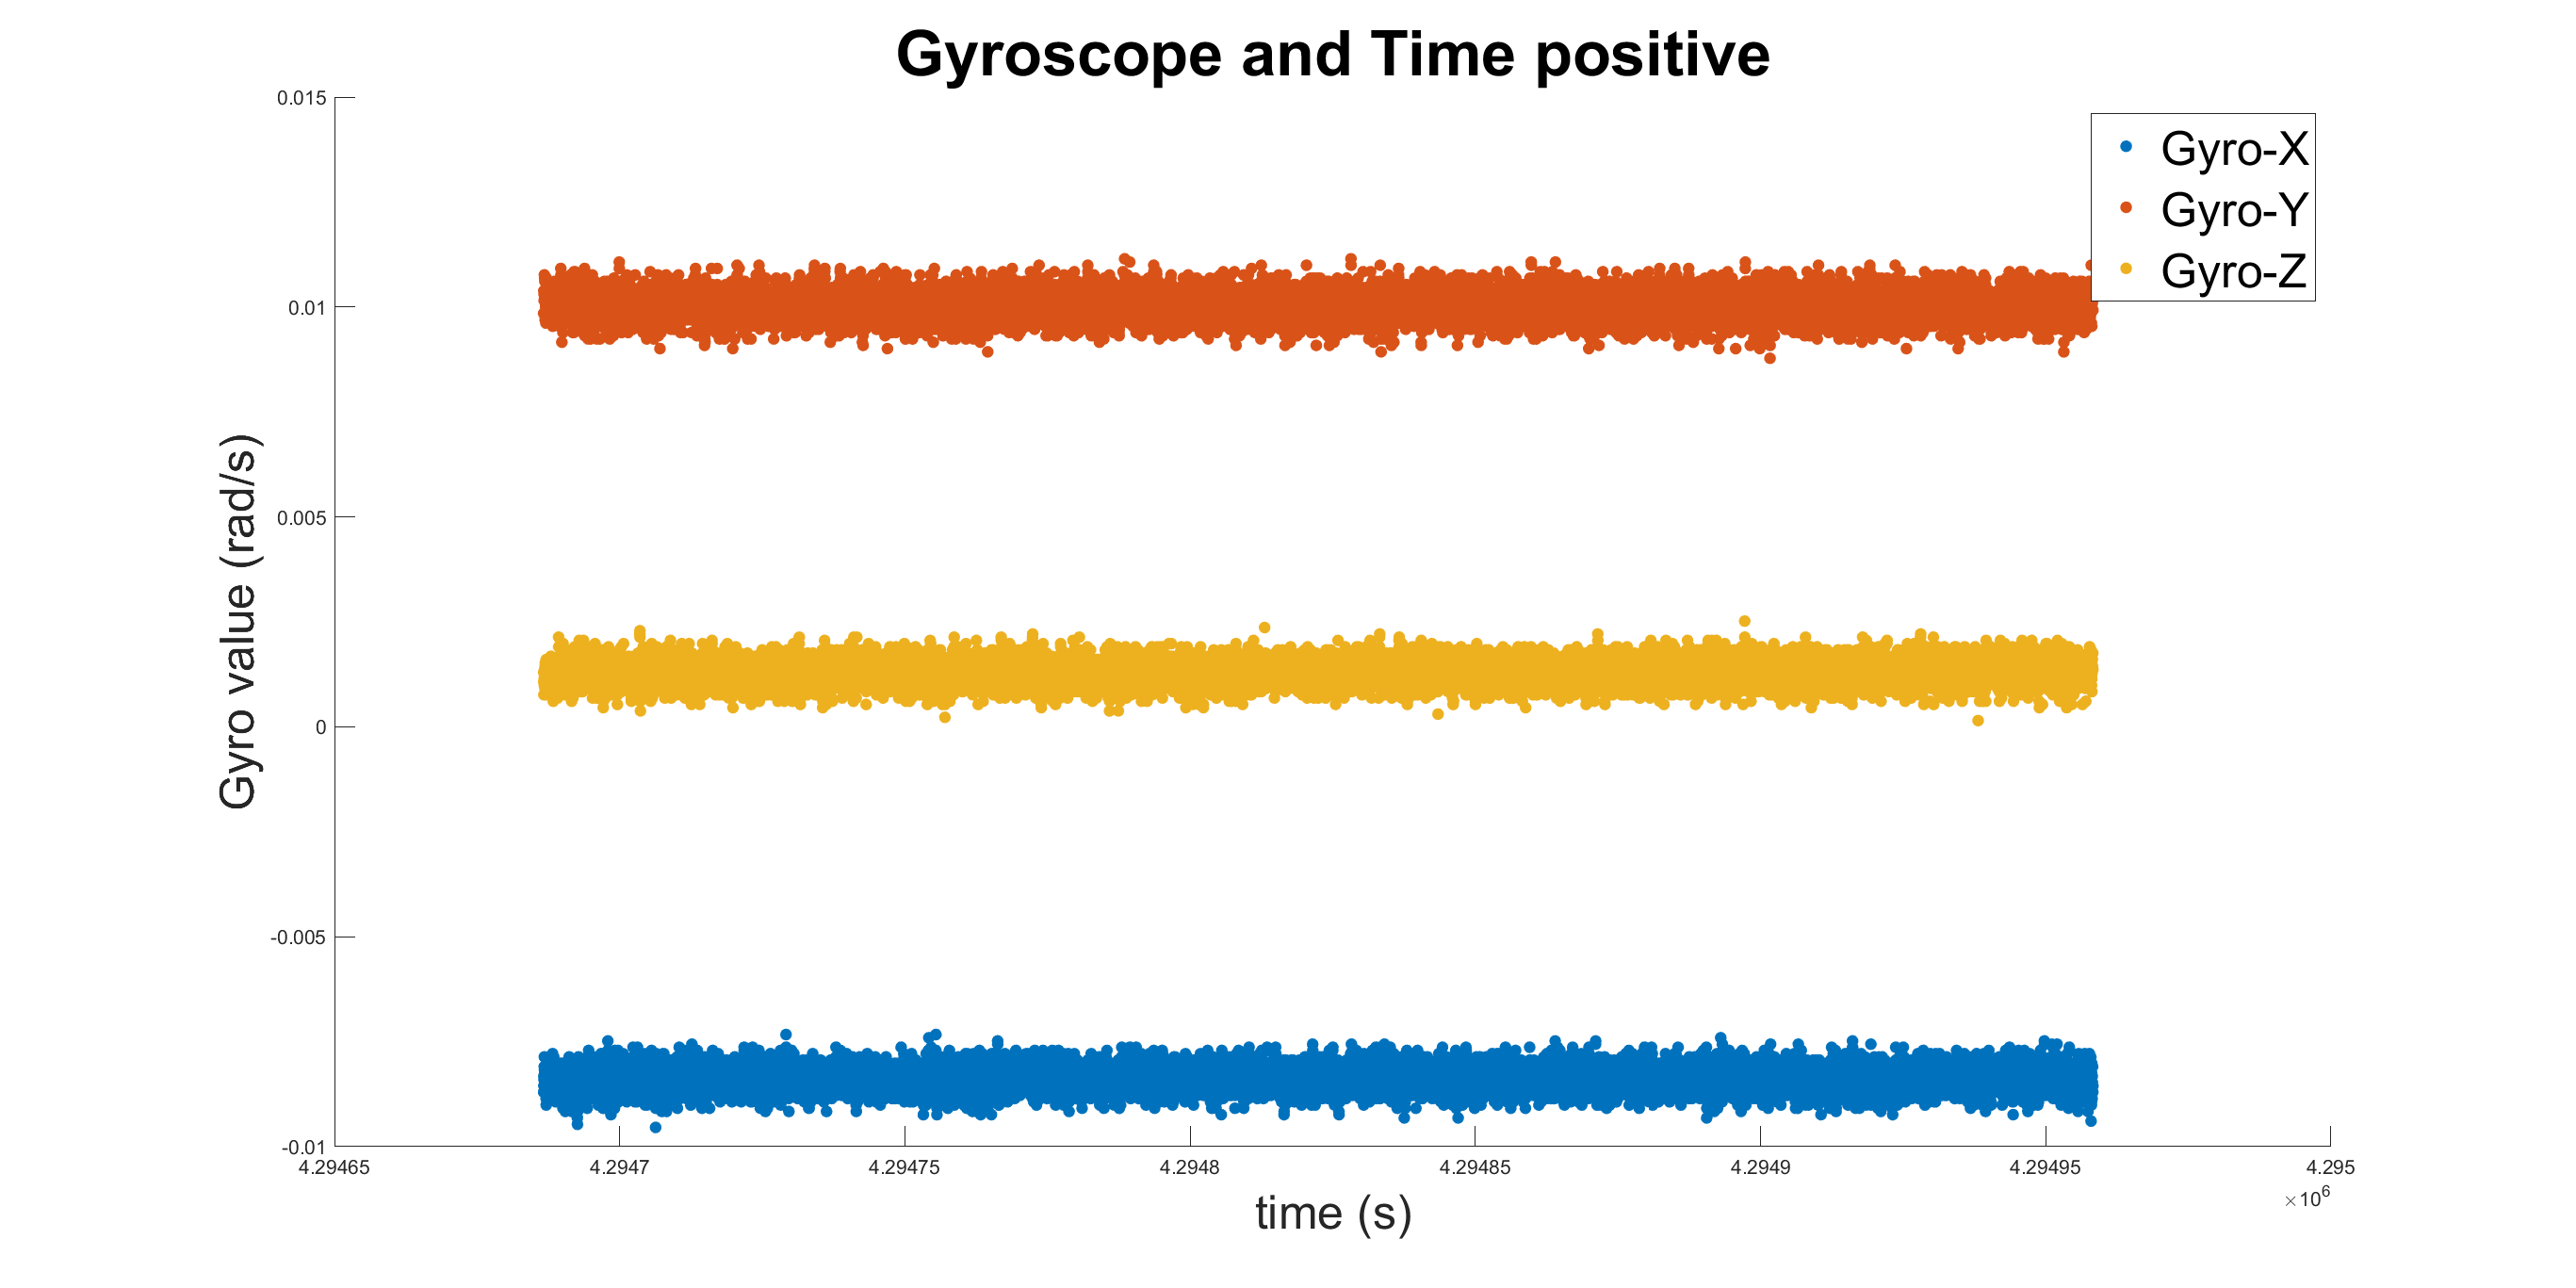 Gyroscope and Time positive
0.015
0.01
0.005
0
-0.005
-0.01
Gyro value (rad/s)
Gyro-X
Gyro-Y
Gyro-Z
4.29465 4.2947 4.29475 4.2948 4.29485 4.2949 4.29495 4.295
×10⁶
time (s)